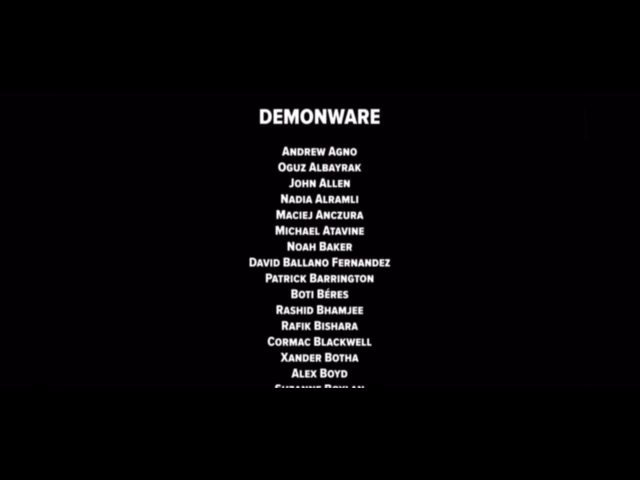 DEMONWARE
ANDREW AGNO
OGUZ ALBAYRAK
JOHN ALLEN
NADIA ALRAMLI
MACIEJ ANCZURA
MICHAEL ATAVINE
NOAH BAKER
DAVID BALLANO FERNANDEZ
PATRICK BARRINGTON
BOTI BÉRES
RASHID BHAMJEE
RAFIK BISHARA
CORMAC BLACKWELL
XANDER BOTHA
ALEX BOYD